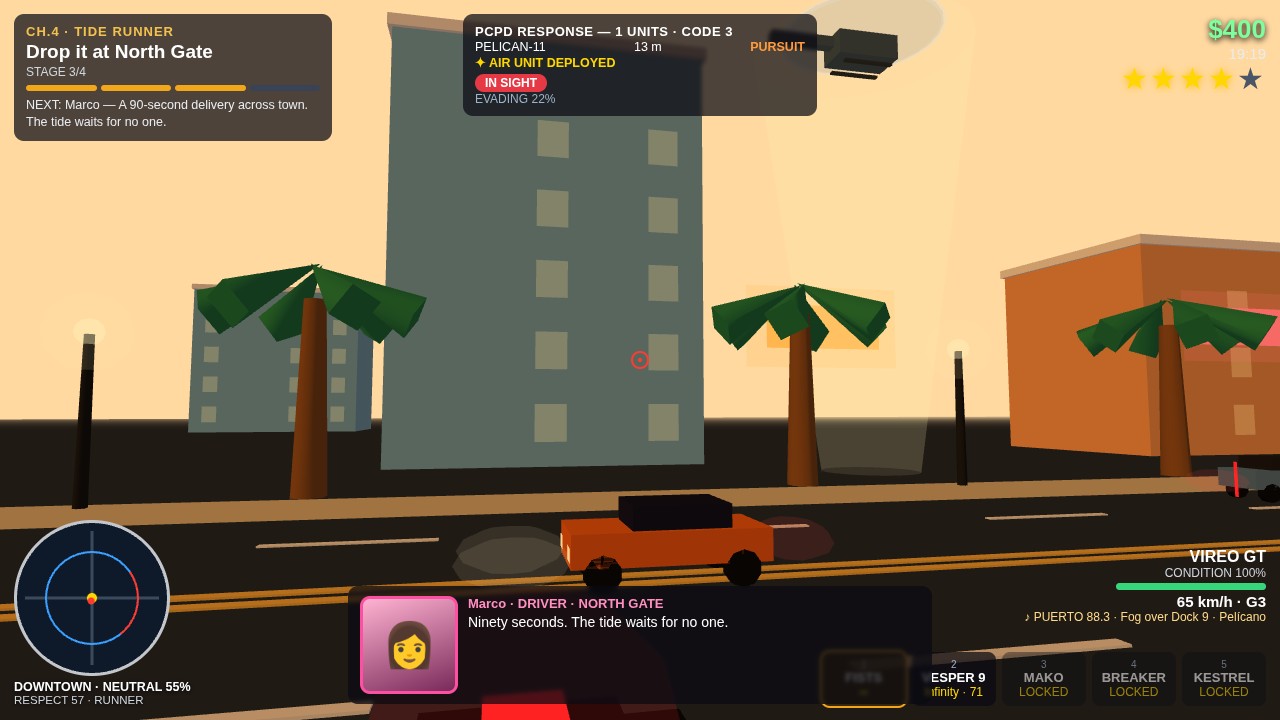 CH.4 · TIDE RUNNER
Drop it at North Gate
STAGE 3/4
NEXT: Marco — A 90-second delivery across town.
The tide waits for no one.
PCPD RESPONSE — 1 UNITS · CODE 3
PELICAN-11 13 m PURSUIT
✦ AIR UNIT DEPLOYED
IN SIGHT
EVADING 22%
$400
19:19
★★★★★
VIREO GT
CONDITION 100%
65 km/h · G3
♪ PUERTO 88.3 · Fog over Dock 9 · Pelícano
Marco · DRIVER · NORTH GATE
Ninety seconds. The tide waits for no one.
FISTS
2
VESPER 9
nfinity · 71
3
MAKO
LOCKED
4
BREAKER
LOCKED
5
KESTREL
LOCKED
DOWNTOWN · NEUTRAL 55%
RESPECT 57 · RUNNER